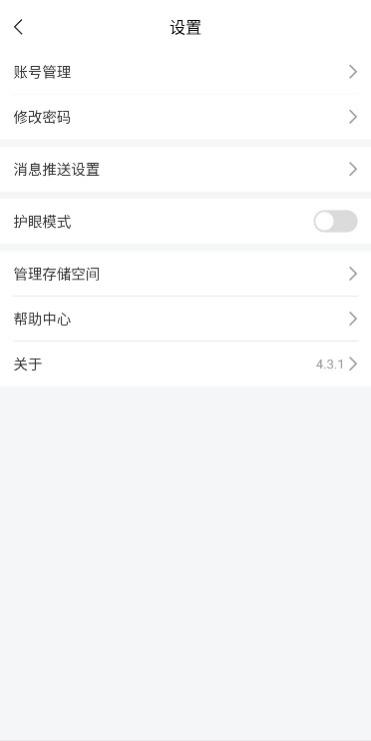 设置
账号管理
修改密码
消息推送设置
护眼模式
管理存储空间
帮助中心
关于 4.3.1